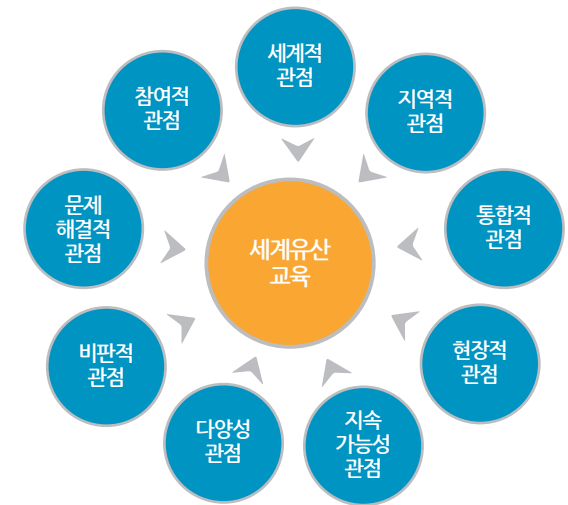 세계적
관점
지역적
관점
통합적
관점
현장적
관점
지속
가능성
관점
다양성
관점
비판적
관점
문제
해결적
관점
참여적
관점
세계유산
교육